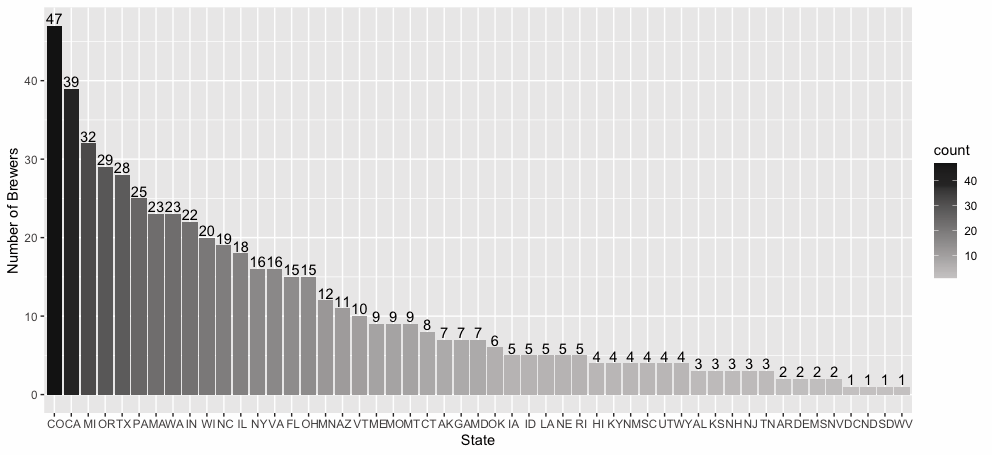 47
39
32
29
28
25
23 23
22
20
19
18
16 16
15 15
12
11
10
9 9 9
8
7 7 7
6
5 5 5 5 5
4 4 4 4 4 4
3 3 3 3 3
2 2 2 2
1 1 1 1
40
30
20
10
0
Number of Brewers
CO CA MI OR TX PA MA WA IN WI NC IL NY VA FL OH MN AZ VT ME MO MT CT AK GA MD OK IA ID LA NE RI HI KY NM SC UT WY AL KS NH NJ TN AR DE MS NV DC ND SD WV
State
count
40
30
20
10